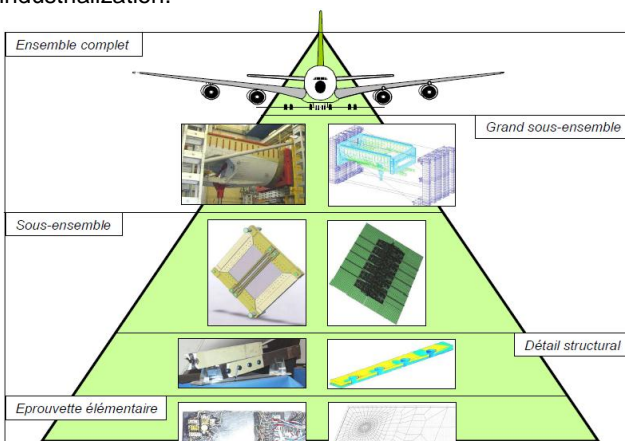 industrialization.
Ensemble complet
Grand sous-ensemble
Sous-ensemble
Détail structural
Eprouvette élémentaire